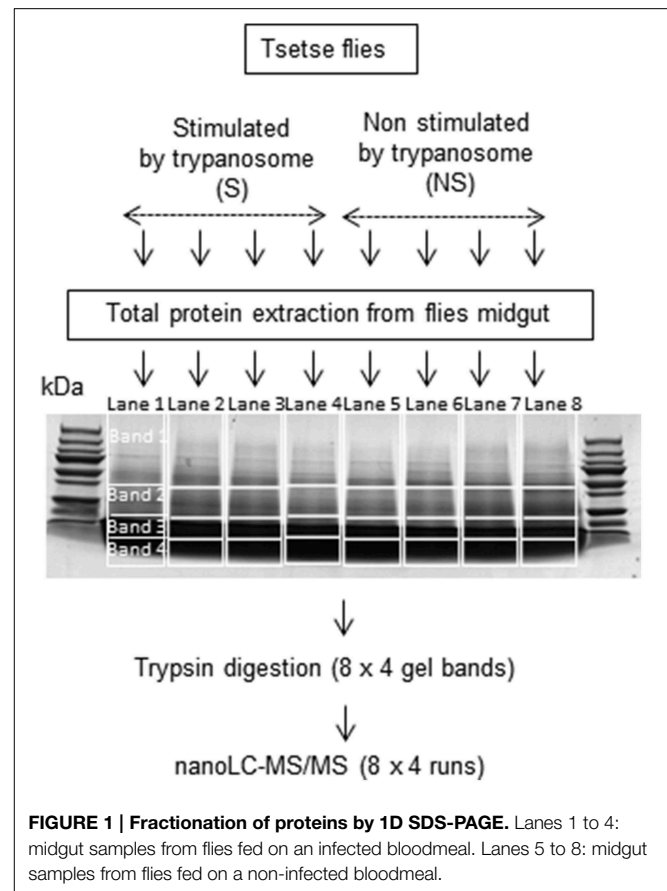 Tsetse flies
Stimulated
by trypanosome
(S)
Non stimulated
by trypanosome
(NS)
Total protein extraction from flies midgut
kDa
Lane 1 Lane 2 Lane 3 Lane 4 Lane 5 Lane 6 Lane 7 Lane 8
Band 1
Band 2
Band 3
Band 4
Trypsin digestion (8 x 4 gel bands)
nanoLC-MS/MS (8 x 4 runs)
FIGURE 1 | Fractionation of proteins by 1D SDS-PAGE. Lanes 1 to 4:
midgut samples from flies fed on an infected bloodmeal. Lanes 5 to 8: midgut
samples from flies fed on a non-infected bloodmeal.